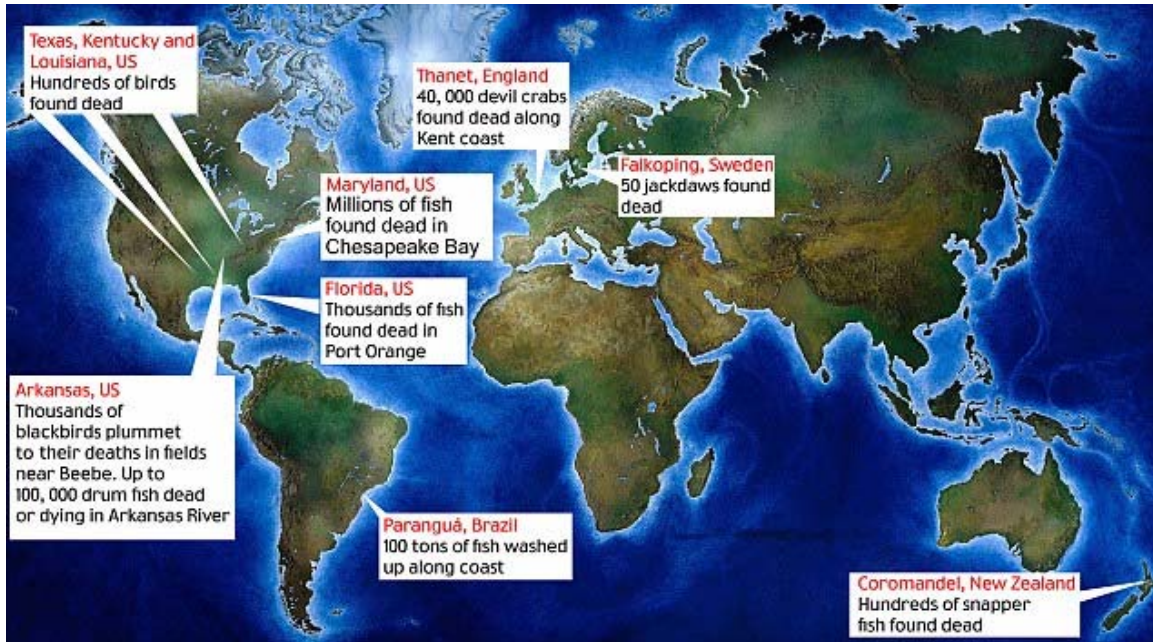 Texas, Kentucky and
Louisiana, US
Hundreds of birds
found dead
Thanet, England
40, 000 devil crabs
found dead along
Kent coast
Falkoping, Sweden
50 jackdaws found
dead
Maryland, US
Millions of fish
found dead in
Chesapeake Bay
Florida, US
Thousands of fish
found dead in
Port Orange
Arkansas, US
Thousands of
blackbirds plummet
to their deaths in fields
near Beebe. Up to
100, 000 drum fish dead
or dying in Arkansas River
Paranguá, Brazil
100 tons of fish washed
up along coast
Coromandel, New Zealand
Hundreds of snapper
fish found dead